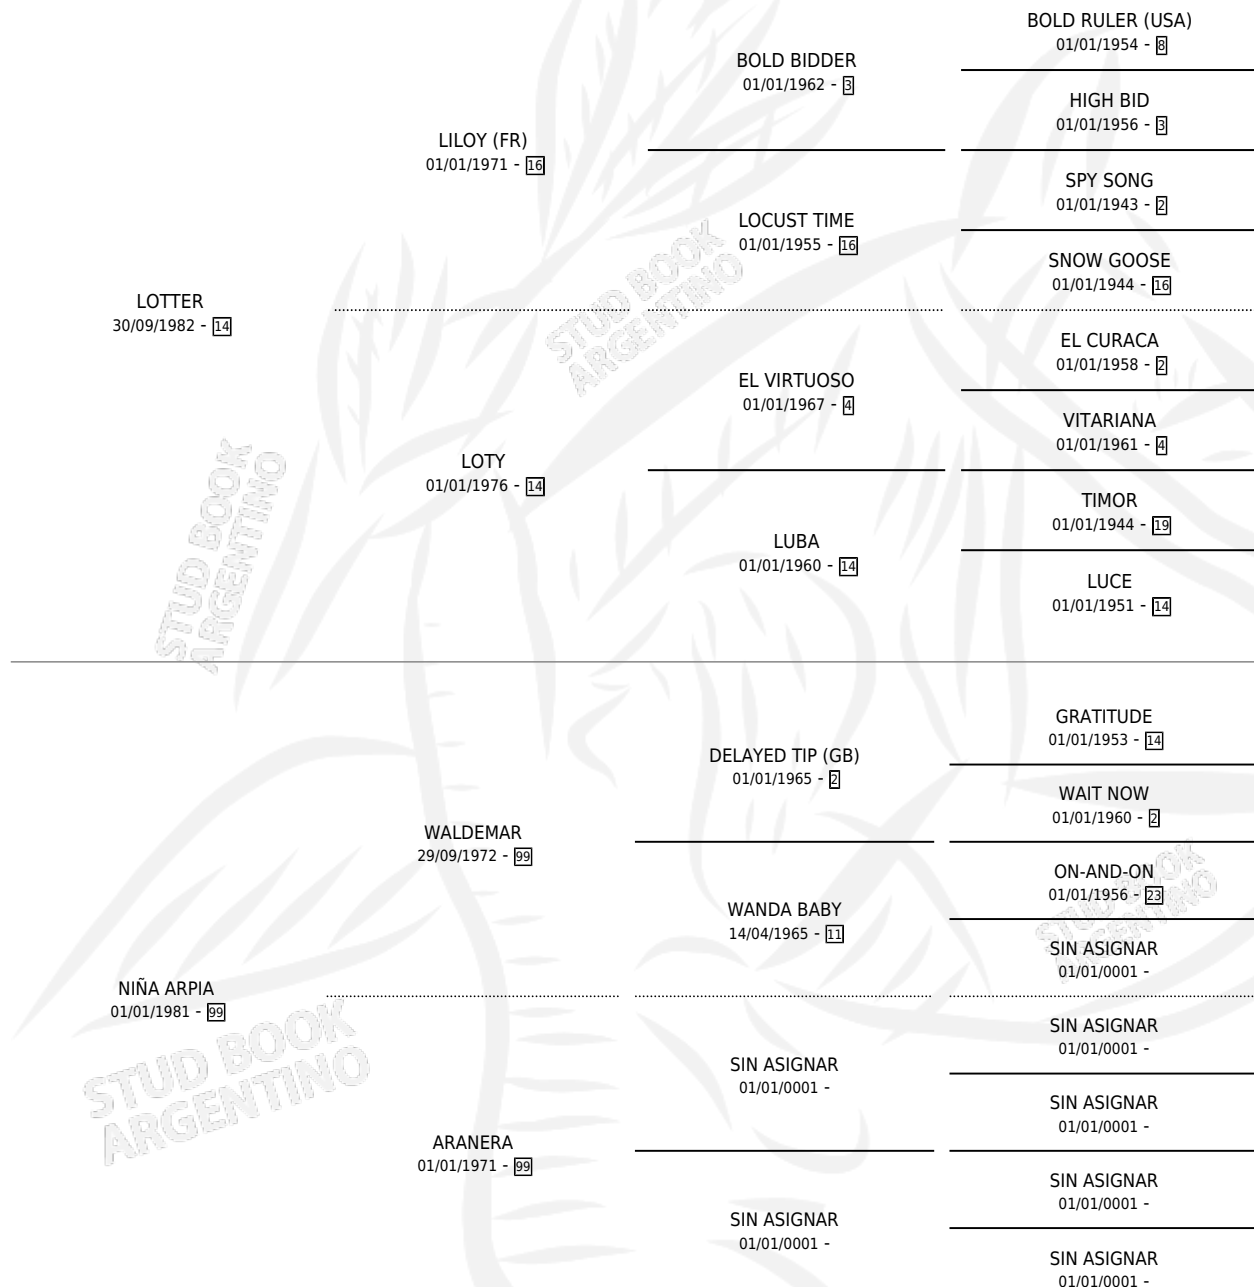 BOLD RULER (USA)
01/01/1954 - 8
BOLD BIDDER
01/01/1962 - 3
HIGH BID
01/01/1956 - 3
LILOY (FR)
01/01/1971 - 16
SPY SONG
01/01/1943 - 2
LOCUST TIME
01/01/1955 - 16
SNOW GOOSE
01/01/1944 - 16
LOTTER
30/09/1982 - 14
EL CURACA
01/01/1958 - 2
EL VIRTUOSO
01/01/1967 - 4
VITARIANA
01/01/1961 - 4
LOTY
01/01/1976 - 14
TIMOR
01/01/1944 - 19
LUBA
01/01/1960 - 14
LUCE
01/01/1951 - 14
GRATITUDE
01/01/1953 - 14
DELAYED TIP (GB)
01/01/1965 - 2
WAIT NOW
01/01/1960 - 2
WALDEMAR
29/09/1972 - 99
ON-AND-ON
01/01/1956 - 23
WANDA BABY
14/04/1965 - 11
SIN ASIGNAR
01/01/0001 -
NIÑA ARPIA
01/01/1981 - 99
SIN ASIGNAR
01/01/0001 -
SIN ASIGNAR
01/01/0001 -
SIN ASIGNAR
01/01/0001 -
ARANERA
01/01/1971 - 99
SIN ASIGNAR
01/01/0001 -
SIN ASIGNAR
01/01/0001 -
SIN ASIGNAR
01/01/0001 -
STUD BOOK
ARGENTINO
STUD BOOK
ARGENTINO
STUD BOOK
ARGENTINO
STUD BOOK
ARGENTINO